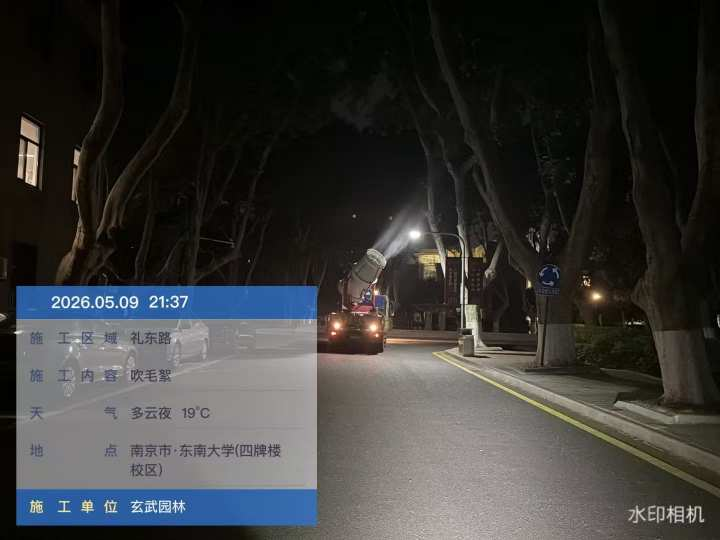 2026.05.09 21:37
施工区域 礼东路
施工内容 吹毛絮
天气 多云夜 19℃
地点 南京市·东南大学(四牌楼
校区)
施工单位 玄武园林
水印相机